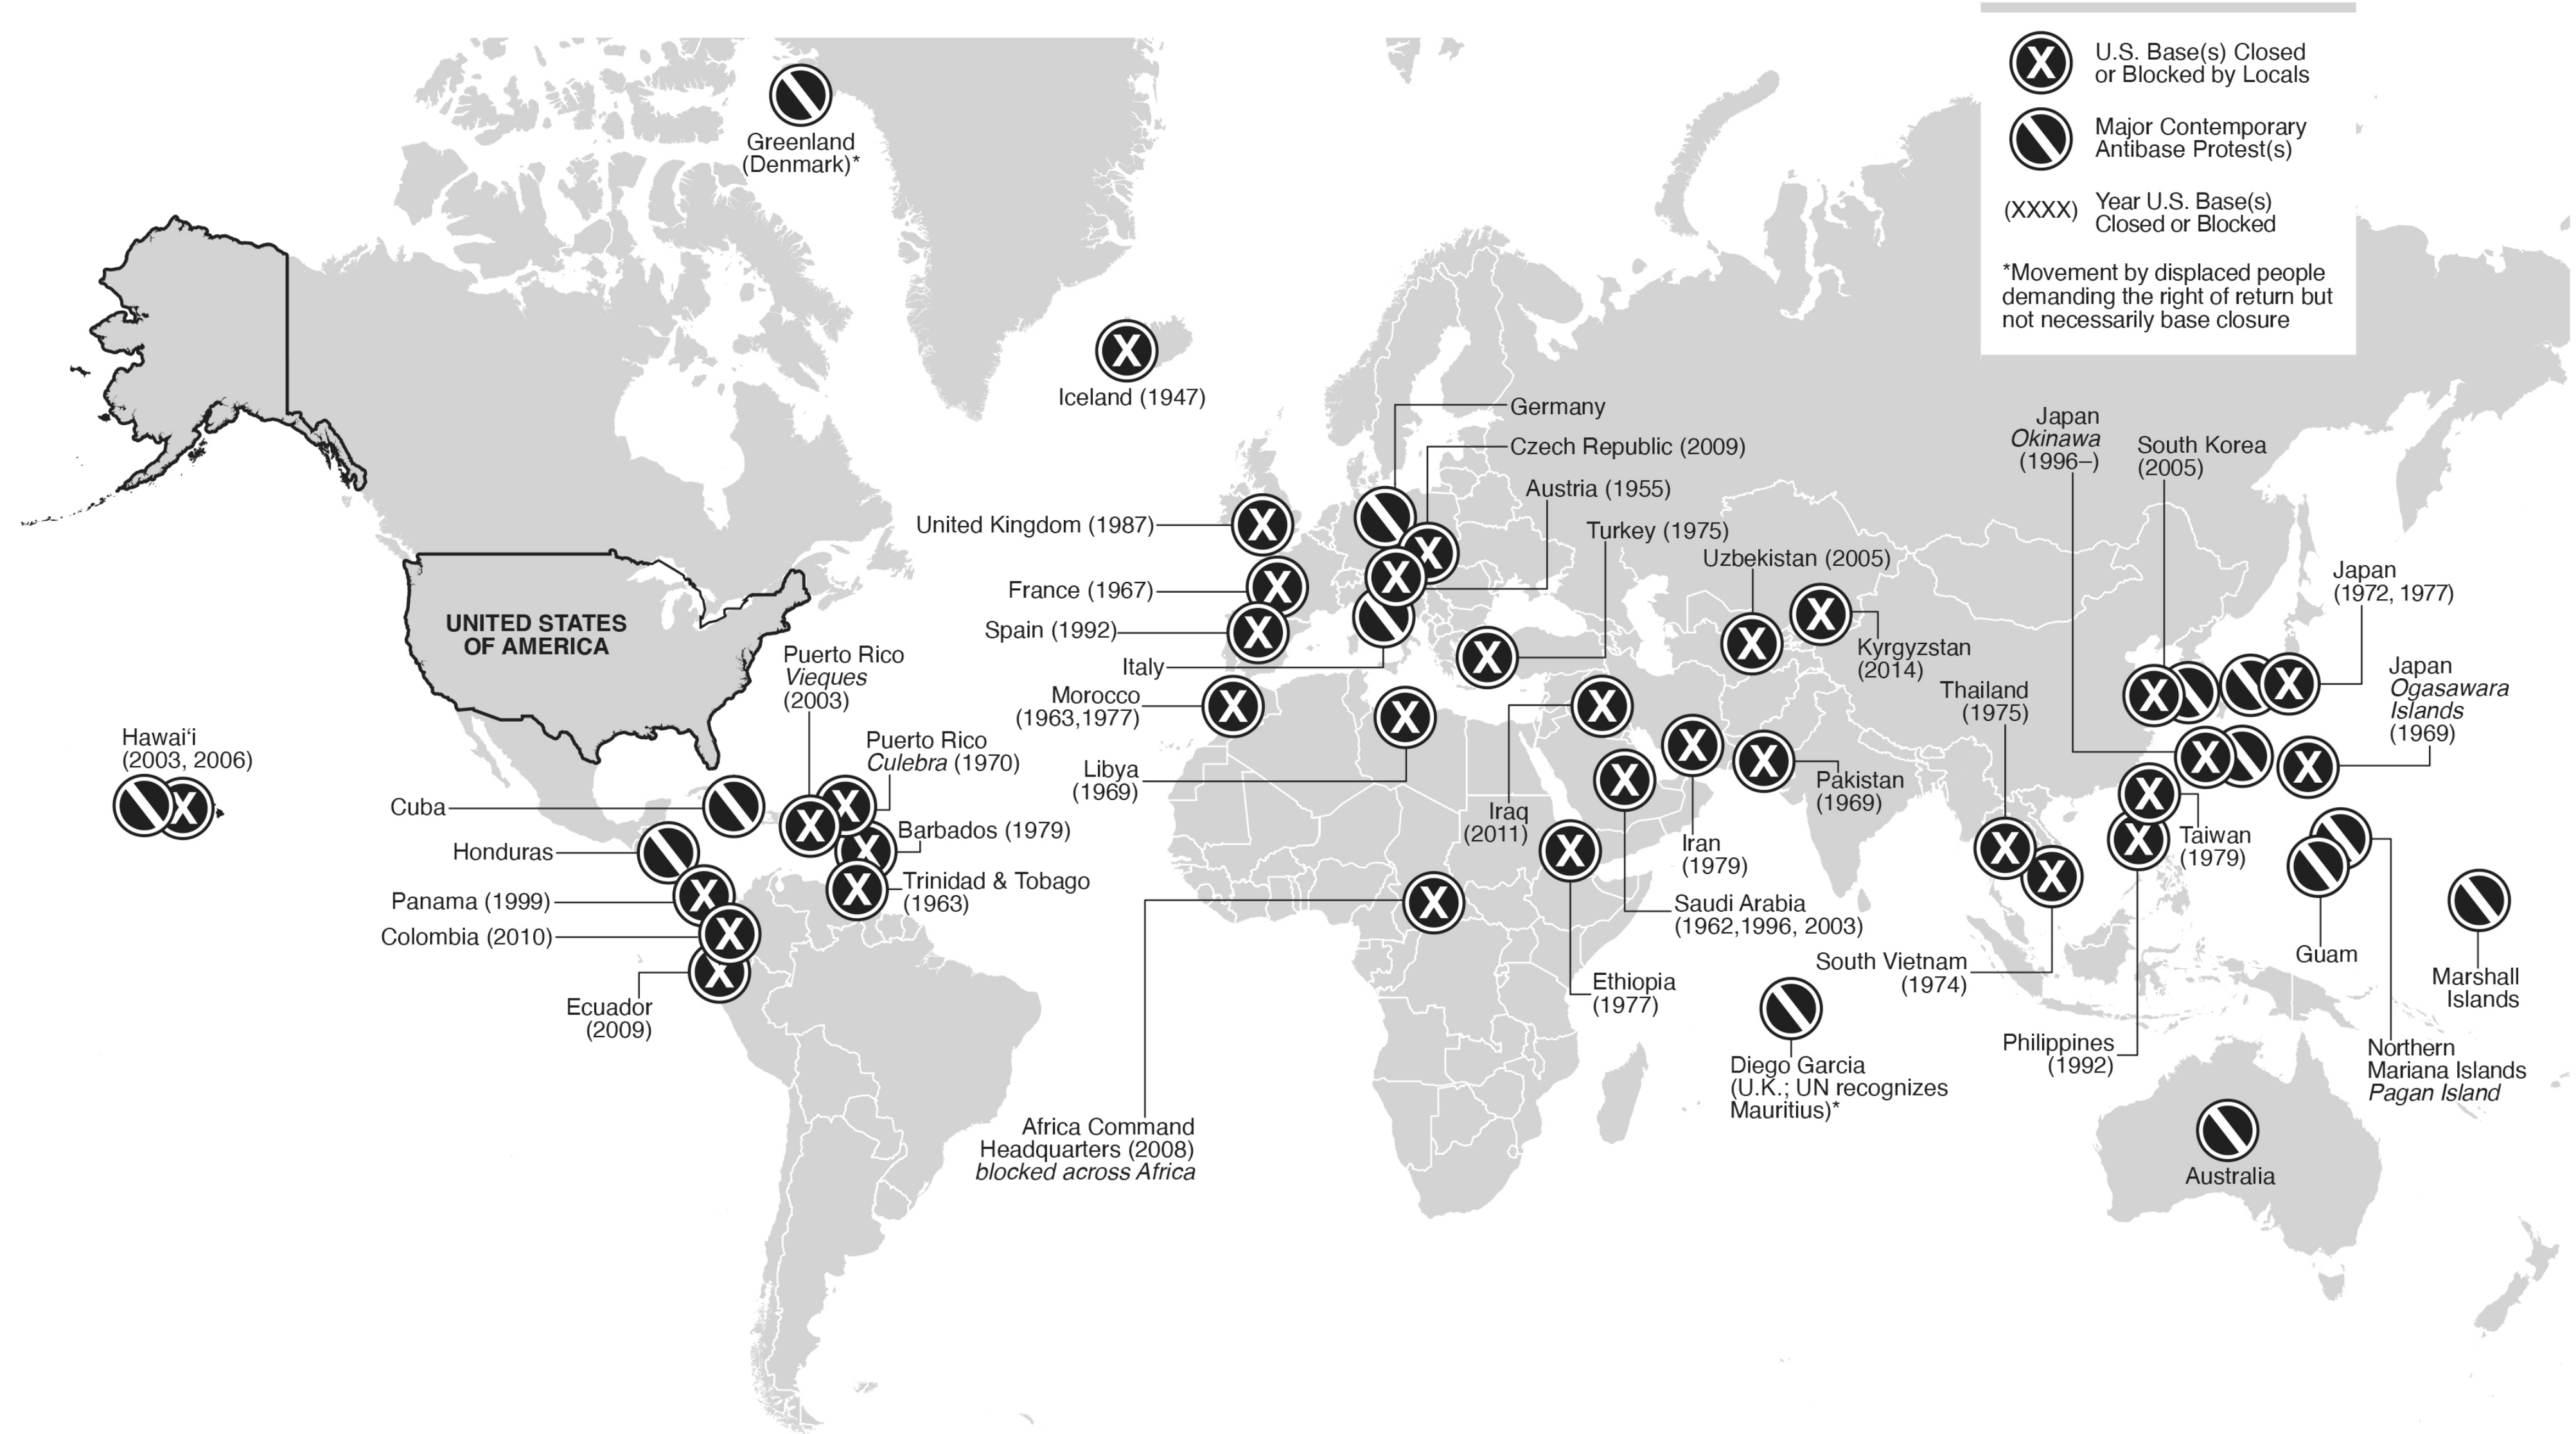 X
U.S. Base(s) Closed
or Blocked by Locals
Major Contemporary
Antibase Protest(s)
(XXXX)
Year U.S. Base(s)
Closed or Blocked
*Movement by displaced people
demanding the right of return but
not necessarily base closure
Greenland
(Denmark)*
X
Iceland (1947)
Germany
Czech Republic (2009)
X
Austria (1955)
X
Turkey (1975)
X
Uzbekistan (2005)
X
X
Kyrgyzstan
(2014)
United Kingdom (1987)
X
France (1967)
X
Spain (1992)
X
Italy
Morocco
(1963,1977)
X
Libya
(1969)
X
Iraq
(2011)
X
Iran
(1979)
X
Pakistan
(1969)
X
Saudi Arabia
(1962,1996, 2003)
X
Ethiopia
(1977)
X
Africa Command
Headquarters (2008)
blocked across Africa
X
Diego Garcia
(U.K.; UN recognizes
Mauritius)*
UNITED STATES
OF AMERICA
Hawai‘i
(2003, 2006)
X
Puerto Rico
Vieques
(2003)
X
Puerto Rico
Culebra (1970)
X
Cuba
Barbados (1979)
X
Honduras
Trinidad & Tobago
(1963)
X
Panama (1999)
X
Colombia (2010)
X
Ecuador
(2009)
X
Japan
Okinawa
(1996–)
X
South Korea
(2005)
X
Japan
(1972, 1977)
X
Japan
Ogasawara
Islands
(1969)
X
Thailand
(1975)
X
Taiwan
(1979)
X
South Vietnam
(1974)
X
Philippines
(1992)
X
Guam
Northern
Mariana Islands
Pagan Island
Marshall
Islands
Australia